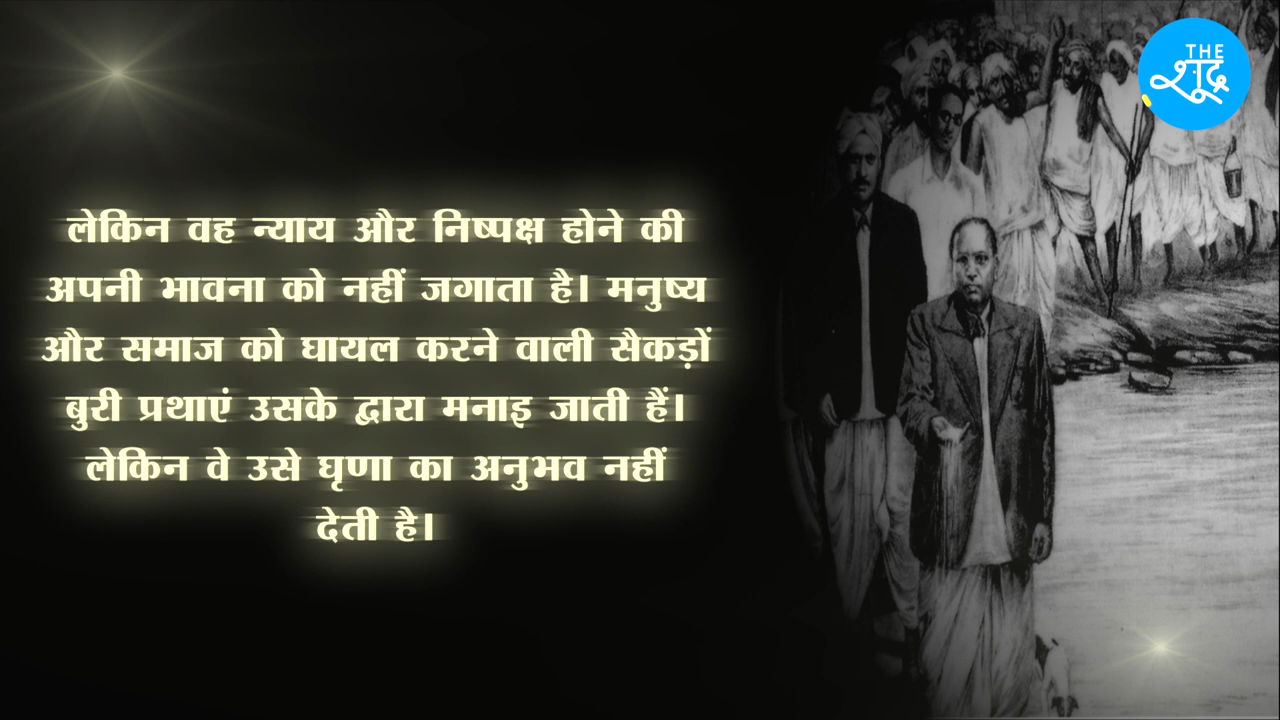 THE
शूद्र
लेकिन वह न्याय और निष्पक्ष होने की
अपनी भावना को नहीं जगाता है। मनुष्य
और समाज को घायल करने वाली सैकड़ों
बुरी प्रथाएं उसके द्वारा मनाइ जाती हैं।
लेकिन वे उसे घृणा का अनुभव नहीं
देती है।